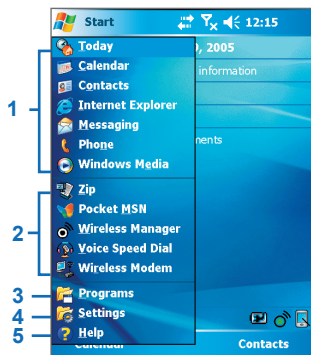 Start 12:15
Today
, 2005
Calendar
information
Contacts
1
Internet Explorer
Messaging
Phone
ments
Windows Media
Zip
Pocket MSN
2
Wireless Manager
Voice Speed Dial
Wireless Modem
3 Programs
4 Settings
5 Help
Calendar Contacts